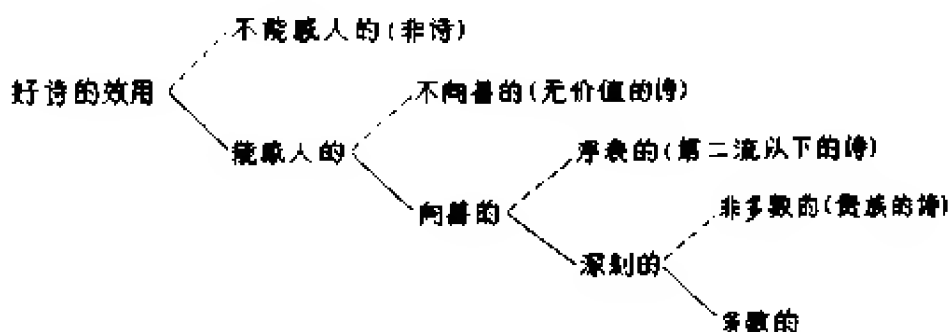 不能感人的(非诗)
好诗的效用
不向善的(无价值的诗)
能感人的
浮表的(第二流以下的诗)
向善的
非多数的(贵族的诗)
深刻的
多数的